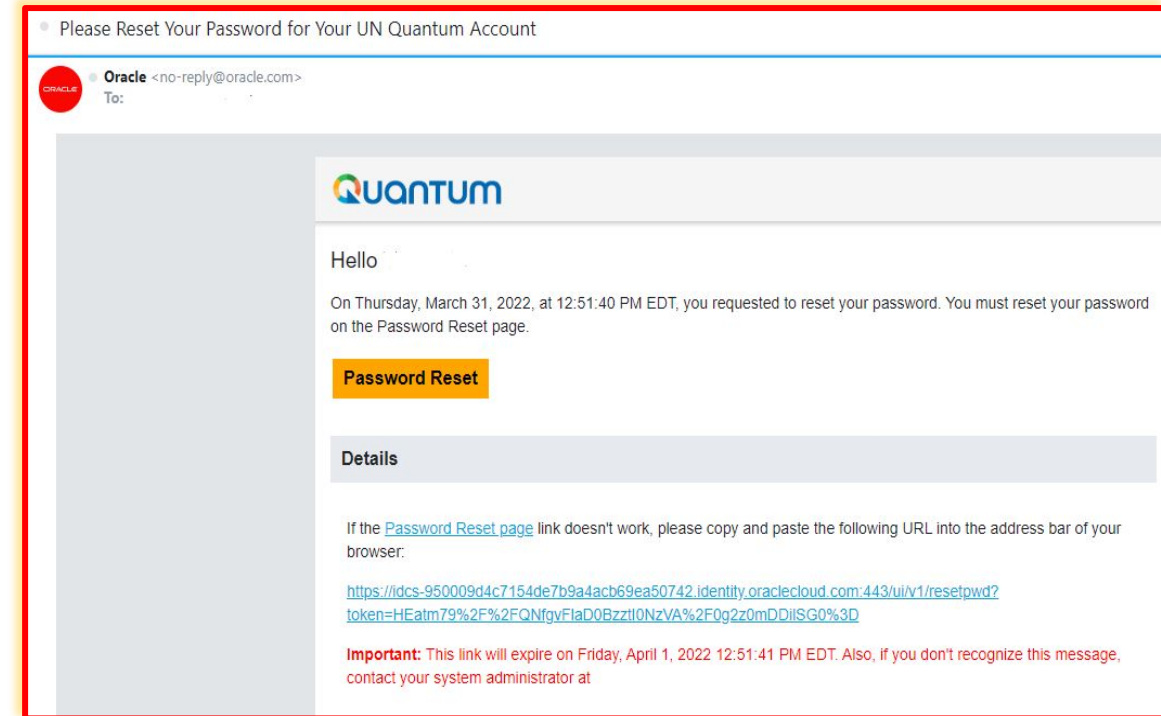 Please Reset Your Password for Your UN Quantum Account
ORACLE
Oracle <no-reply@oracle.com>
To:
QUANTUM
Hello
On Thursday, March 31, 2022, at 12:51:40 PM EDT, you requested to reset your password. You must reset your password
on the Password Reset page.
Password Reset
Details
If the Password Reset page link doesn't work, please copy and paste the following URL into the address bar of your
browser:
https://idcs-950009d4c7154de7b9a4acb69ea50742.identity.oraclecloud.com:443/ui/v1/resetpwd?
token=HEatm79%2F%2FQNfgvFIaD0BzztI0NzVA%2F0g2z0mDDilSG0%3D
Important: This link will expire on Friday, April 1, 2022 12:51:41 PM EDT. Also, if you don't recognize this message,
contact your system administrator at